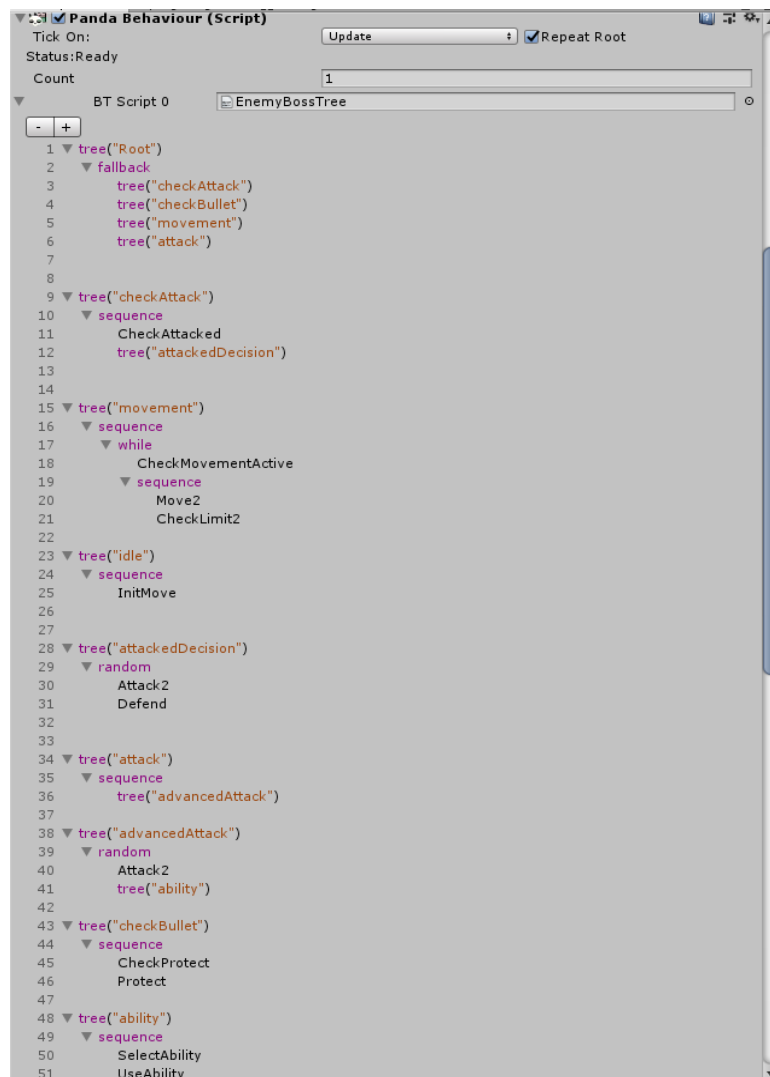 Panda Behaviour (Script)
Tick On: Update Repeat Root
Status:Ready
Count 1
BT Script 0 EnemyBossTree
- +
1 tree("Root")
2 fallback
3 tree("checkAttack")
4 tree("checkBullet")
5 tree("movement")
6 tree("attack")
7
8
9 tree("checkAttack")
10 sequence
11 CheckAttacked
12 tree("attackedDecision")
13
14
15 tree("movement")
16 sequence
17 while
18 CheckMovementActive
19 sequence
20 Move2
21 CheckLimit2
22
23 tree("idle")
24 sequence
25 InitMove
26
27
28 tree("attackedDecision")
29 random
30 Attack2
31 Defend
32
33
34 tree("attack")
35 sequence
36 tree("advancedAttack")
37
38 tree("advancedAttack")
39 random
40 Attack2
41 tree("ability")
42
43 tree("checkBullet")
44 sequence
45 CheckProtect
46 Protect
47
48 tree("ability")
49 sequence
50 SelectAbility
51 UseAbility